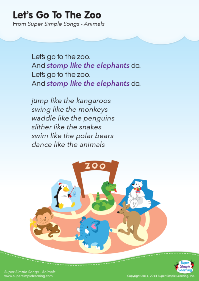 Let's Go To The Zoo
From Super Simple Songs - Animals
Let's go to the zoo.
And stomp like the elephants do.
Let's go to the zoo.
And stomp like the elephants do.
jump like the kangaroos
swing like the monkeys
waddle like the penguins
slither like the snakes
swim like the polar bears
dance like the animals
ZOO
Super Simple